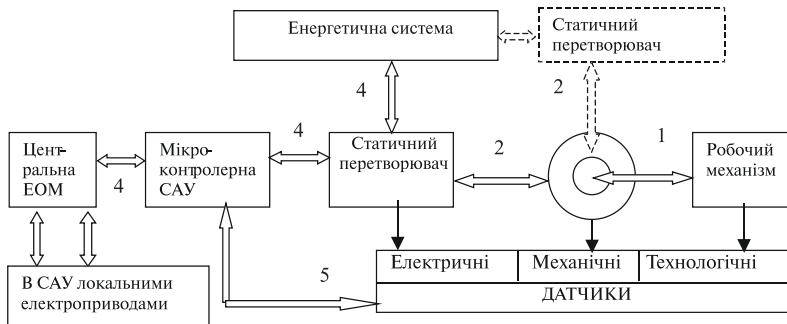 Енергетична система
Статичний
перетворювач
4
2
4
1
Цент-
ральна
ЕОМ
4
Мікро-
контролерна
САУ
Статичний
перетворювач
2
Робочий
механізм
В САУ локальними
електроприводами
5
Електричні
Механічні
Технологічні
ДАТЧИКИ